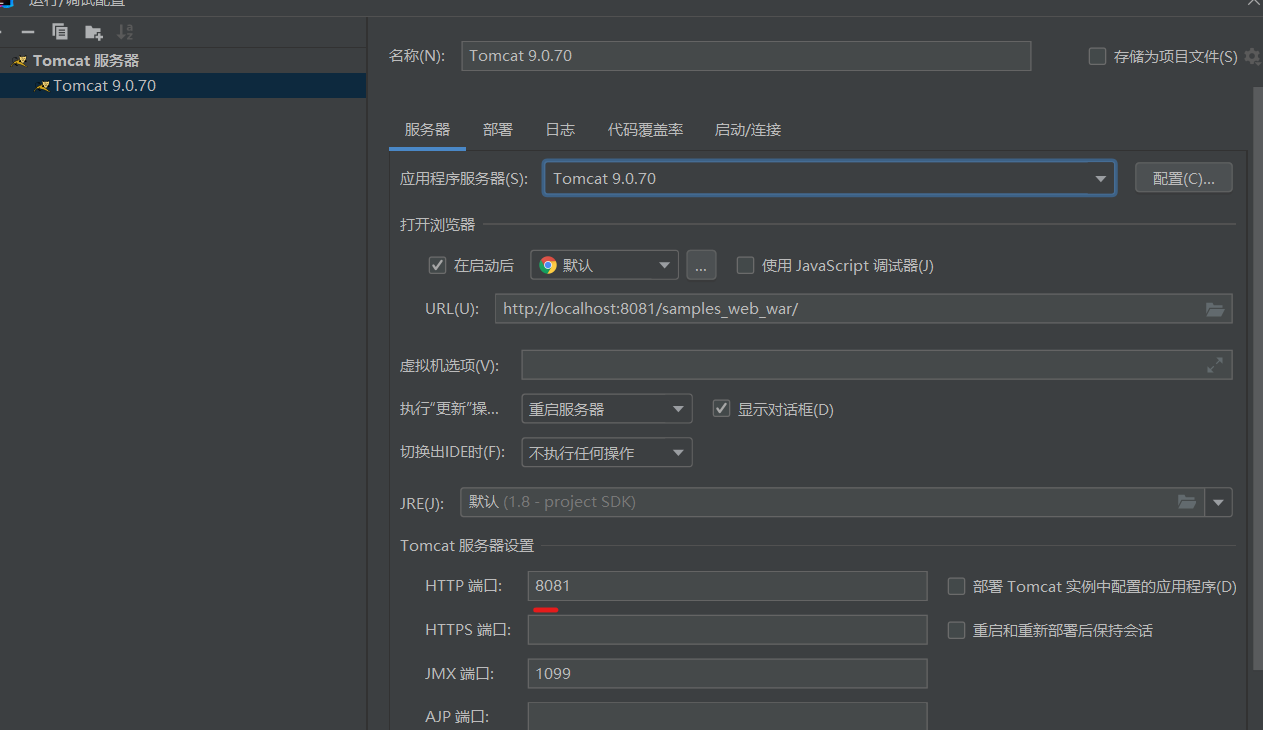 运行/调试配置
Tomcat 服务器
Tomcat 9.0.70
名称(N): Tomcat 9.0.70 存储为项目文件(S)
服务器 部署 日志 代码覆盖率 启动/连接
应用程序服务器(S): Tomcat 9.0.70 配置(C)...
打开浏览器
在启动后 默认 ... 使用 JavaScript 调试器(J)
URL(U): http://localhost:8081/samples_web_war/
虚拟机选项(V):
执行“更新”操... 重启服务器 显示对话框(D)
切换出IDE时(F): 不执行任何操作
JRE(J): 默认 (1.8 - project SDK)
Tomcat 服务器设置
HTTP 端口: 8081 部署 Tomcat 实例中配置的应用程序(D)
HTTPS 端口: 重启和重新部署后保持会话
JMX 端口: 1099
AJP 端口: